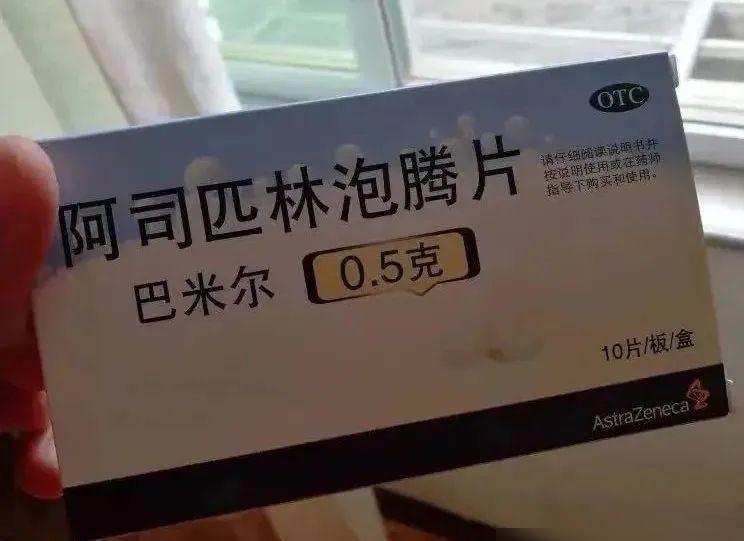 OTC
请仔细阅读说明书并
按说明使用或在药师
指导下购买和使用。
阿司匹林泡腾片
巴米尔 0.5克
10片/板/盒
AstraZeneca